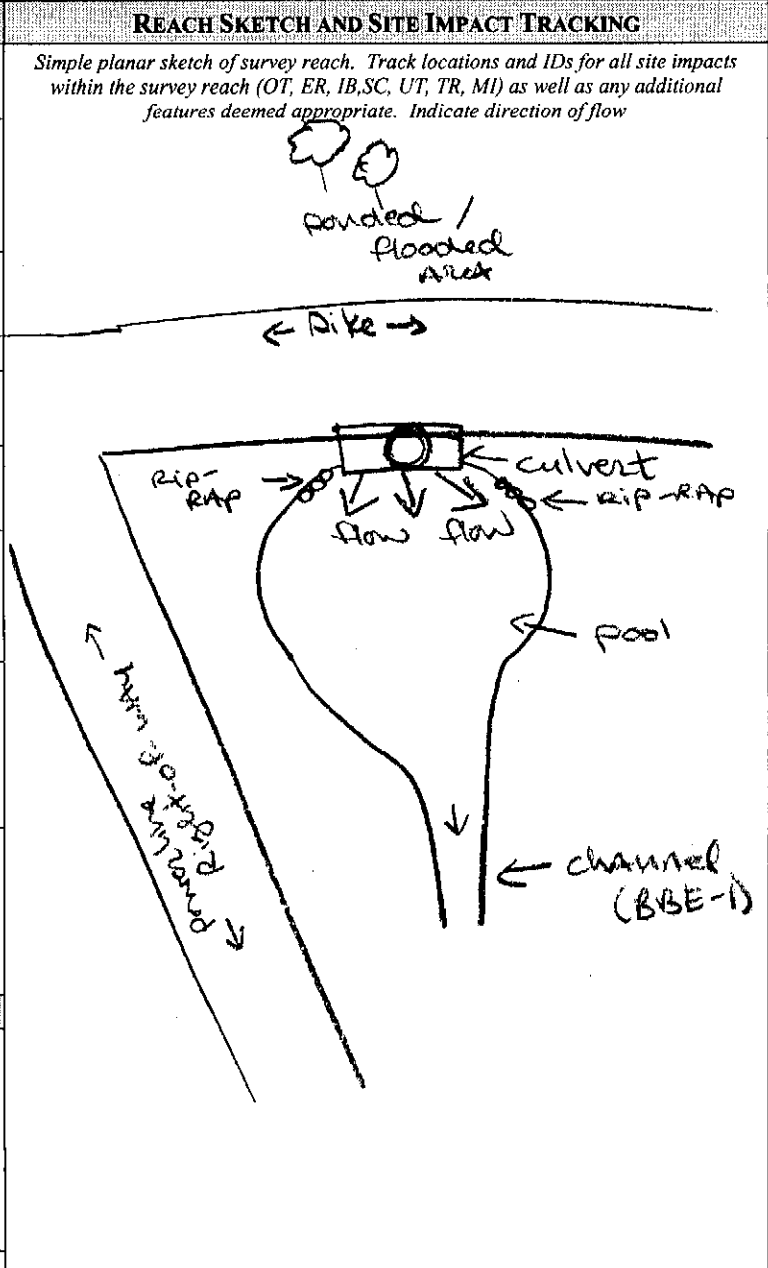 REACH SKETCH AND SITE IMPACT TRACKING
Simple planar sketch of survey reach. Track locations and IDs for all site impacts
within the survey reach (OT, ER, IB,SC, UT, TR, MI) as well as any additional
features deemed appropriate. Indicate direction of flow
ponded /
flooded
AREA
← Dike →
Rip-
RAP →
← culvert
← Rip-RAP
flow flow
← pool
← Powerline
Right-of-way →
← channel
(BBE-1)